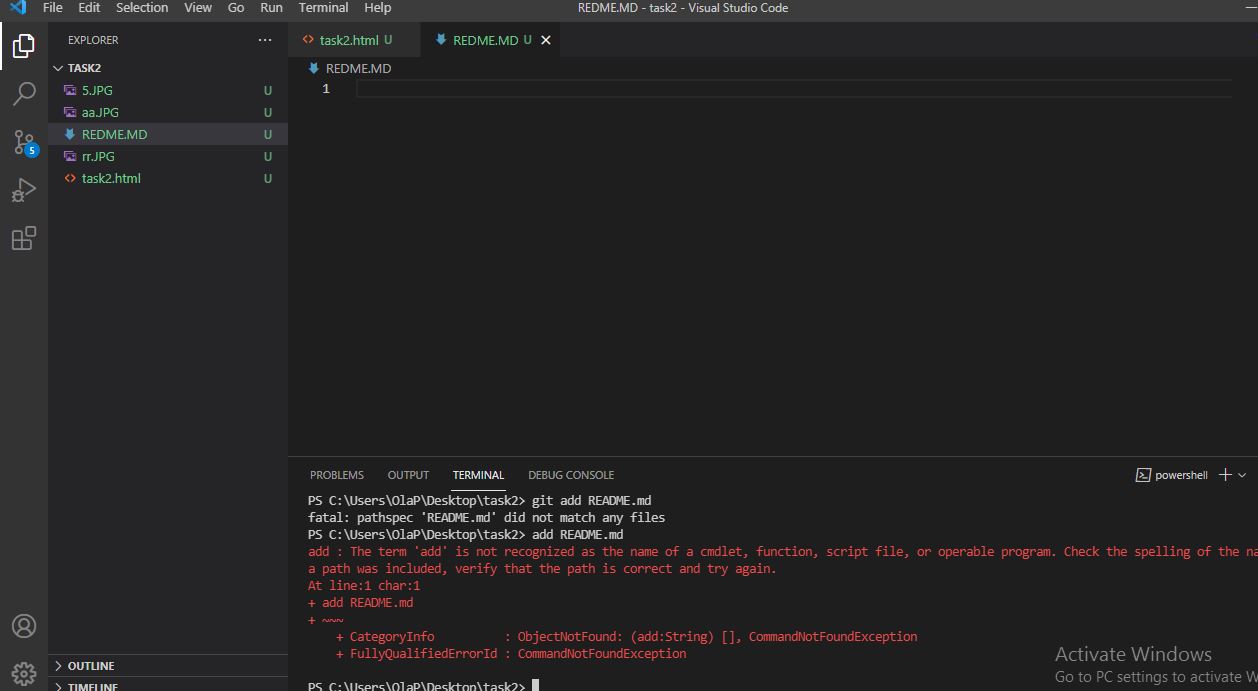 File Edit Selection View Go Run Terminal Help REDME.MD - task2 - Visual Studio Code
EXPLORER ... task2.html U REDME.MD U
TASK2 REDME.MD
5.JPG U 1
aa.JPG U
REDME.MD U
5
rr.JPG U
task2.html U
PROBLEMS OUTPUT TERMINAL DEBUG CONSOLE powershell
PS C:\Users\OlaP\Desktop\task2> git add README.md
fatal: pathspec 'README.md' did not match any files
PS C:\Users\OlaP\Desktop\task2> add README.md
add : The term 'add' is not recognized as the name of a cmdlet, function, script file, or operable program. Check the spelling of the na
a path was included, verify that the path is correct and try again.
At line:1 char:1
+ add README.md
+ ~~~
+ CategoryInfo : ObjectNotFound: (add:String) [], CommandNotFoundException
+ FullyQualifiedErrorId : CommandNotFoundException
PS C:\Users\OlaP\Desktop\task2>
OUTLINE
TIMELINE
Activate Windows
Go to PC settings to activate W